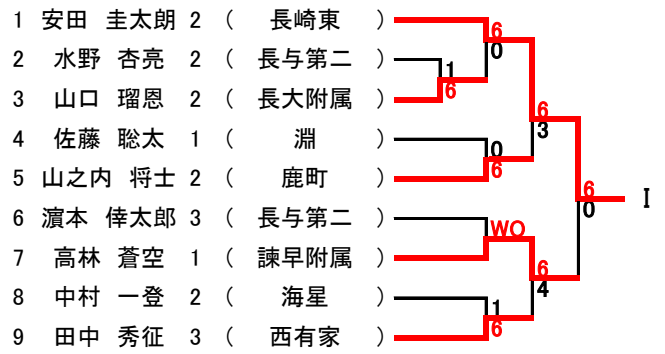 1 安田 圭太朗 2 ( 長崎東 ) 6
2 水野 杏亮 2 ( 長与第二 ) 1 0
3 山口 瑠恩 2 ( 長大附属 ) 6 6
4 佐藤 聡太 1 ( 淵 ) 0 3
5 山之内 将士 2 ( 鹿町 ) 6 6
I
6 濵本 倖太郎 3 ( 長与第二 ) WO 0
7 高林 蒼空 1 ( 諫早附属 ) 6
8 中村 一登 2 ( 海星 ) 1 4
9 田中 秀征 3 ( 西有家 ) 6